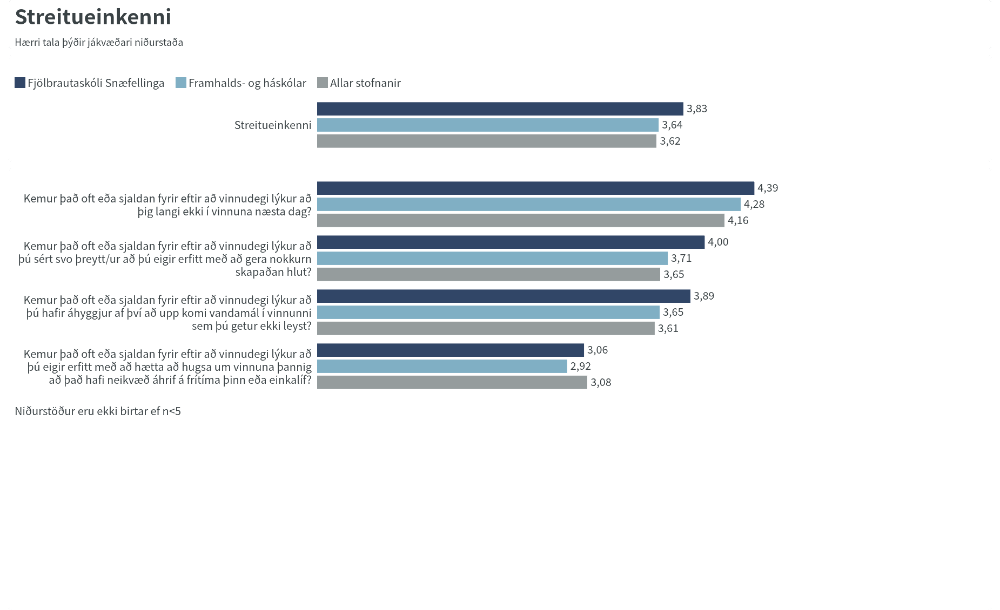 Streitueinkenni
Hærri tala þýðir jákvæðari niðurstaða
Fjölbrautaskóli Snæfellinga Framhalds- og háskólar Allar stofnanir
Streitueinkenni
3,83
3,64
3,62
Kemur það oft eða sjaldan fyrir eftir að vinnudegi lýkur að
þig langi ekki í vinnuna næsta dag?
4,39
4,28
4,16
Kemur það oft eða sjaldan fyrir eftir að vinnudegi lýkur að
þú sért svo þreytt/ur að þú eigir erfitt með að gera nokkurn
skapaðan hlut?
4,00
3,71
3,65
Kemur það oft eða sjaldan fyrir eftir að vinnudegi lýkur að
þú hafir áhyggjur af því að upp komi vandamál í vinnunni
sem þú getur ekki leyst?
3,89
3,65
3,61
Kemur það oft eða sjaldan fyrir eftir að vinnudegi lýkur að
þú eigir erfitt með að hætta að hugsa um vinnuna þannig
að það hafi neikvæð áhrif á frítíma þinn eða einkalíf?
3,06
2,92
3,08
Niðurstöður eru ekki birtar ef n<5